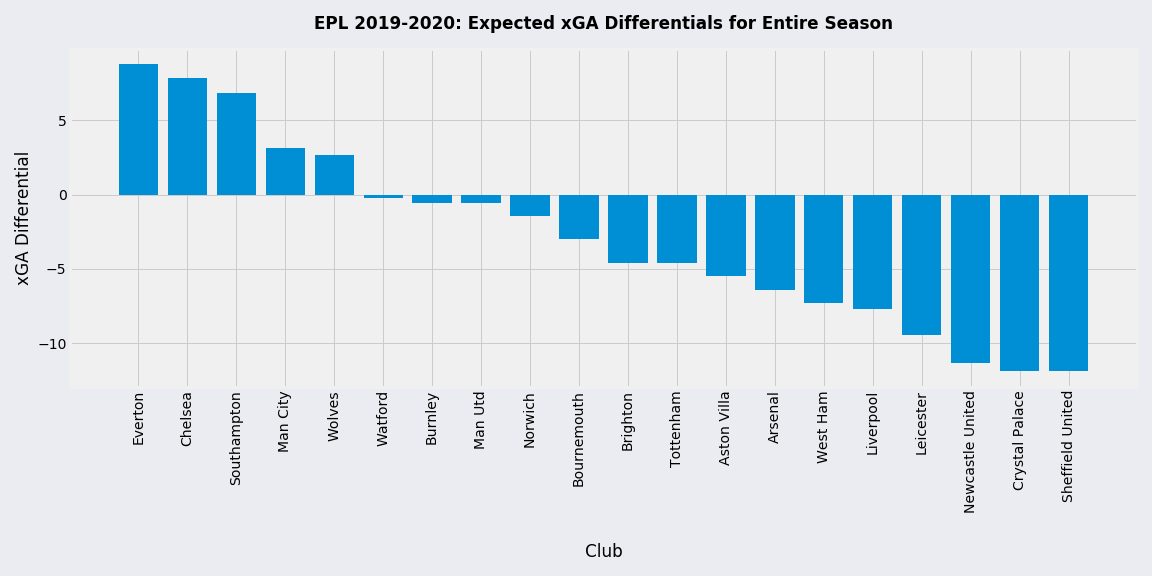 EPL 2019-2020: Expected xGA Differentials for Entire Season
xGA Differential
5
0
−5
−10
Everton
Chelsea
Southampton
Man City
Wolves
Watford
Burnley
Man Utd
Norwich
Bournemouth
Brighton
Tottenham
Aston Villa
Arsenal
West Ham
Liverpool
Leicester
Newcastle United
Crystal Palace
Sheffield United
Club